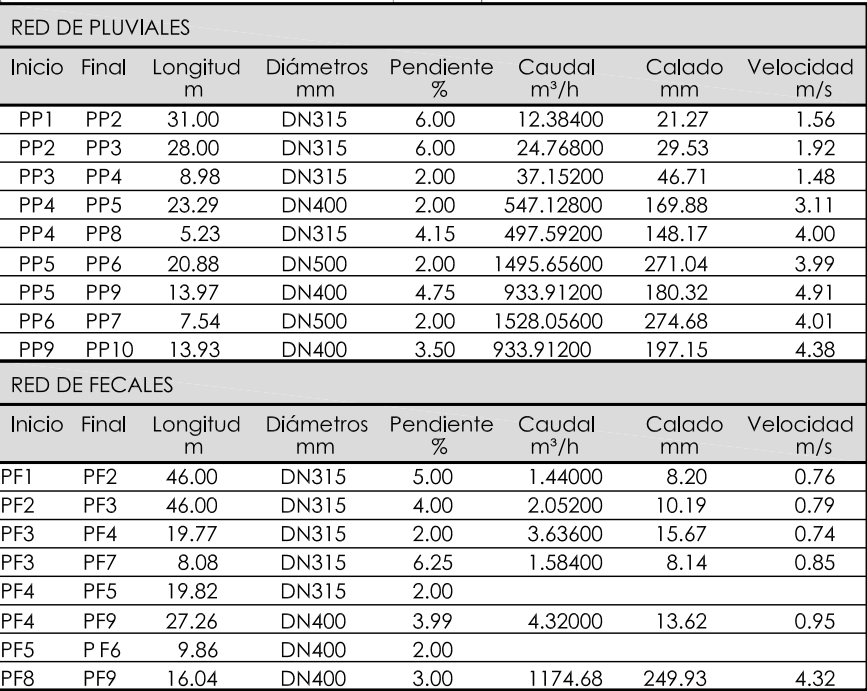 RED DE PLUVIALES
Inicio Final Longitud Diámetros Pendiente Caudal Calado Velocidad
m mm % m³/h mm m/s
PP1 PP2 31.00 DN315 6.00 12.38400 21.27 1.56
PP2 PP3 28.00 DN315 6.00 24.76800 29.53 1.92
PP3 PP4 8.98 DN315 2.00 37.15200 46.71 1.48
PP4 PP5 23.29 DN400 2.00 547.12800 169.88 3.11
PP4 PP8 5.23 DN315 4.15 497.59200 148.17 4.00
PP5 PP6 20.88 DN500 2.00 1495.65600 271.04 3.99
PP5 PP9 13.97 DN400 4.75 933.91200 180.32 4.91
PP6 PP7 7.54 DN500 2.00 1528.05600 274.68 4.01
PP9 PP10 13.93 DN400 3.50 933.91200 197.15 4.38
RED DE FECALES
Inicio Final Longitud Diámetros Pendiente Caudal Calado Velocidad
m mm % m³/h mm m/s
PF1 PF2 46.00 DN315 5.00 1.44000 8.20 0.76
PF2 PF3 46.00 DN315 4.00 2.05200 10.19 0.79
PF3 PF4 19.77 DN315 2.00 3.63600 15.67 0.74
PF3 PF7 8.08 DN315 6.25 1.58400 8.14 0.85
PF4 PF5 19.82 DN315 2.00
PF4 PF9 27.26 DN400 3.99 4.32000 13.62 0.95
PF5 P F6 9.86 DN400 2.00
PF8 PF9 16.04 DN400 3.00 1174.68 249.93 4.32